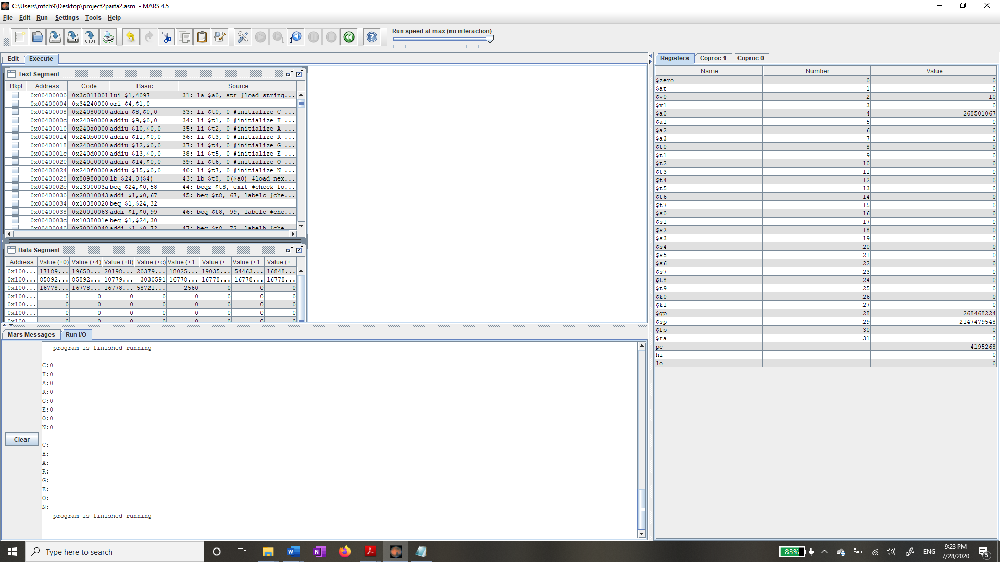 C:\Users\mfch9\Desktop\project2parta2.asm - MARS 4.5
File Edit Run Settings Tools Help
Run speed at max (no interaction)
Edit Execute
Text Segment
Bkpt Address Code Basic Source
0x00400000 0x3c011001 lui $1,4097 31: la $a0, str #load string...
0x00400004 0x34240000 ori $4,$1,0
0x00400008 0x24080000 addiu $8,$0,0 33: li $t0, 0 #initialize C ...
0x0040000c 0x24090000 addiu $9,$0,0 34: li $t1, 0 #initialize H ...
0x00400010 0x240a0000 addiu $10,$0,0 35: li $t2, 0 #initialize A ...
0x00400014 0x240b0000 addiu $11,$0,0 36: li $t3, 0 #initialize R ...
0x00400018 0x240c0000 addiu $12,$0,0 37: li $t4, 0 #initialize G ...
0x0040001c 0x240d0000 addiu $13,$0,0 38: li $t5, 0 #initialize E ...
0x00400020 0x240e0000 addiu $14,$0,0 39: li $t6, 0 #initialize O ...
0x00400024 0x240f0000 addiu $15,$0,0 40: li $t7, 0 #initialize N ...
0x00400028 0x80980000 lb $24,0($4) 43: lb $t8, 0($a0) #load nex...
0x0040002c 0x1300003a beq $24,$0,58 44: beqz $t8, exit #check fo...
0x00400030 0x20010043 addi $1,$0,67 45: beq $t8, 67, labelc #che...
0x00400034 0x10380020 beq $1,$24,32
0x00400038 0x20010063 addi $1,$0,99 46: beq $t8, 99, labelc #che...
0x0040003c 0x1038001e beq $1,$24,30
0x00400040 0x20010048 addi $1,$0,72 47: beq $t8, 72, labelh #che...
Data Segment
Address Value (+0) Value (+4) Value (+8) Value (+c) Value (+1... Value (+... Value (+1... Value (+...
0x100... 17189... 19650... 20198... 20379... 18025... 19035... 54463... 16848...
0x100... 85892... 85892... 10779... 3030591 16778... 16778... 16778... 16778...
0x100... 16778... 16778... 16778... 58721... 2560 0 0 0
0x100... 0 0 0 0 0 0 0 0
0x100... 0 0 0 0 0 0 0 0
0x100... 0 0 0 0 0 0 0 0
0x100... 0 0 0 0 0 0 0 0
Mars Messages Run I/O
Clear
-- program is finished running --
C:0
H:0
A:0
R:0
G:0
E:0
O:0
N:0
C:
H:
A:
R:
G:
E:
O:
N:
-- program is finished running --
Registers Coproc 1 Coproc 0
Name Number Value
$zero 0 0
$at 1 0
$v0 2 10
$v1 3 0
$a0 4 268501067
$a1 5 0
$a2 6 0
$a3 7 0
$t0 8 0
$t1 9 0
$t2 10 0
$t3 11 0
$t4 12 0
$t5 13 0
$t6 14 0
$t7 15 0
$s0 16 0
$s1 17 0
$s2 18 0
$s3 19 0
$s4 20 0
$s5 21 0
$s6 22 0
$s7 23 0
$t8 24 0
$t9 25 0
$k0 26 0
$k1 27 0
$gp 28 268468224
$sp 29 2147479548
$fp 30 0
$ra 31 0
pc 4195268
hi 0
lo 0
Type here to search
83%
ENG
9:23 PM
7/28/2020
5